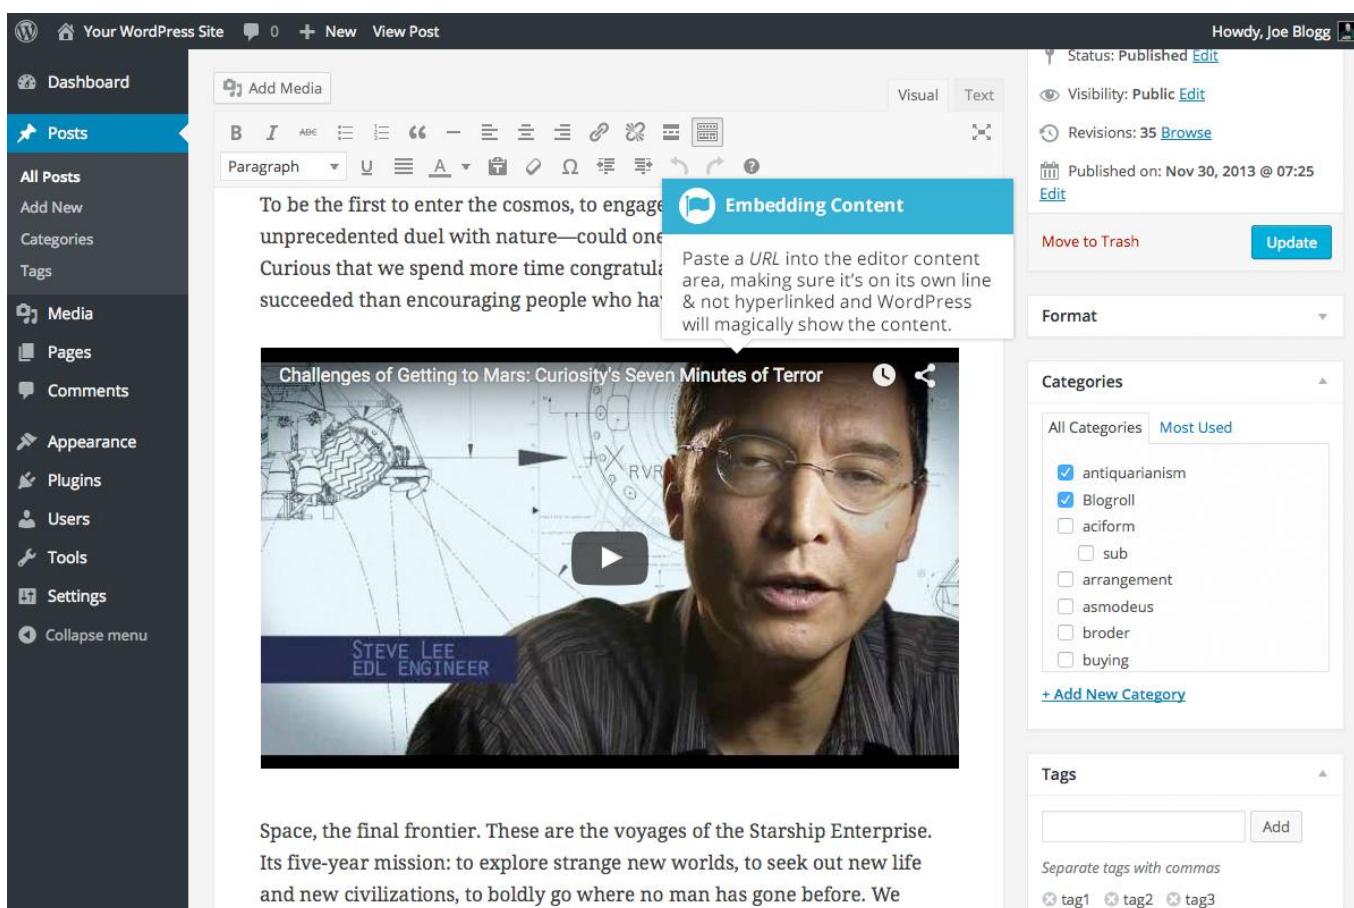 Your WordPress Site 0 New View Post Howdy, Joe Blogg
Dashboard
Posts
All Posts
Add New
Categories
Tags
Media
Pages
Comments
Appearance
Plugins
Users
Tools
Settings
Collapse menu
Add Media
Visual Text
B I ABC
Paragraph U A T Ω ?
To be the first to enter the cosmos, to engage
unprecedented duel with nature—could one
Curious that we spend more time congratula
succeeded than encouraging people who ha
Embedding Content
Paste a URL into the editor content
area, making sure it's on its own line
& not hyperlinked and WordPress
will magically show the content.
Challenges of Getting to Mars: Curiosity's Seven Minutes of Terror
RVR
STEVE LEE
EDL ENGINEER
Space, the final frontier. These are the voyages of the Starship Enterprise.
Its five-year mission: to explore strange new worlds, to seek out new life
and new civilizations, to boldly go where no man has gone before. We
Status: Published Edit
Visibility: Public Edit
Revisions: 35 Browse
Published on: Nov 30, 2013 @ 07:25
Edit
Move to Trash Update
Format
Categories
All Categories Most Used
antiquarianism
Blogroll
aciform
sub
arrangement
asmodeus
broder
buying
+ Add New Category
Tags
Add
Separate tags with commas
tag1 tag2 tag3